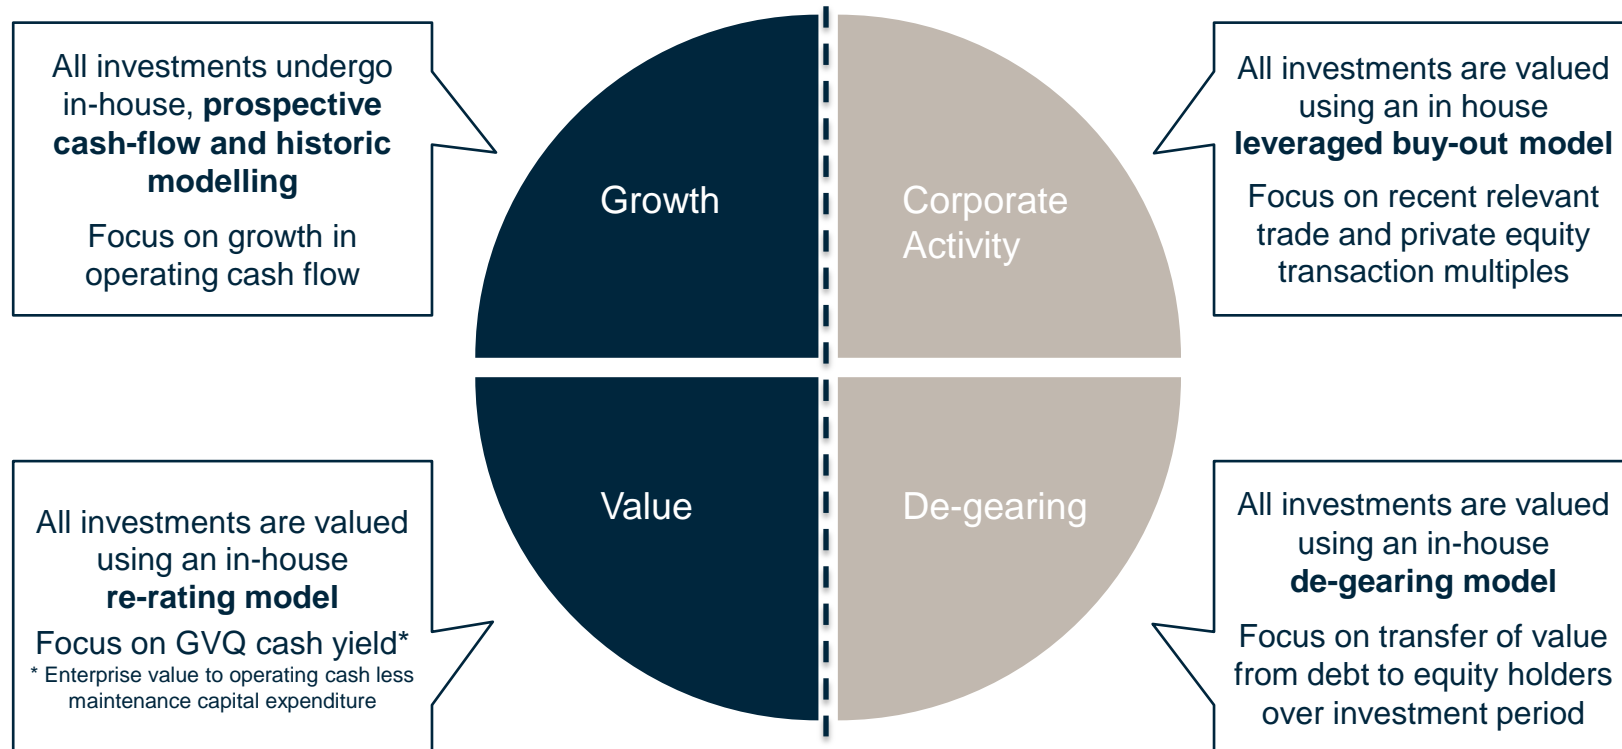 All investments undergo
in-house, prospective
cash-flow and historic
modelling
Focus on growth in
operating cash flow
Growth
Corporate
Activity
All investments are valued
using an in house
leveraged buy-out model
Focus on recent relevant
trade and private equity
transaction multiples
All investments are valued
using an in-house
re-rating model
Focus on GVQ cash yield*
* Enterprise value to operating cash less
maintenance capital expenditure
Value
De-gearing
All investments are valued
using an in-house
de-gearing model
Focus on transfer of value
from debt to equity holders
over investment period